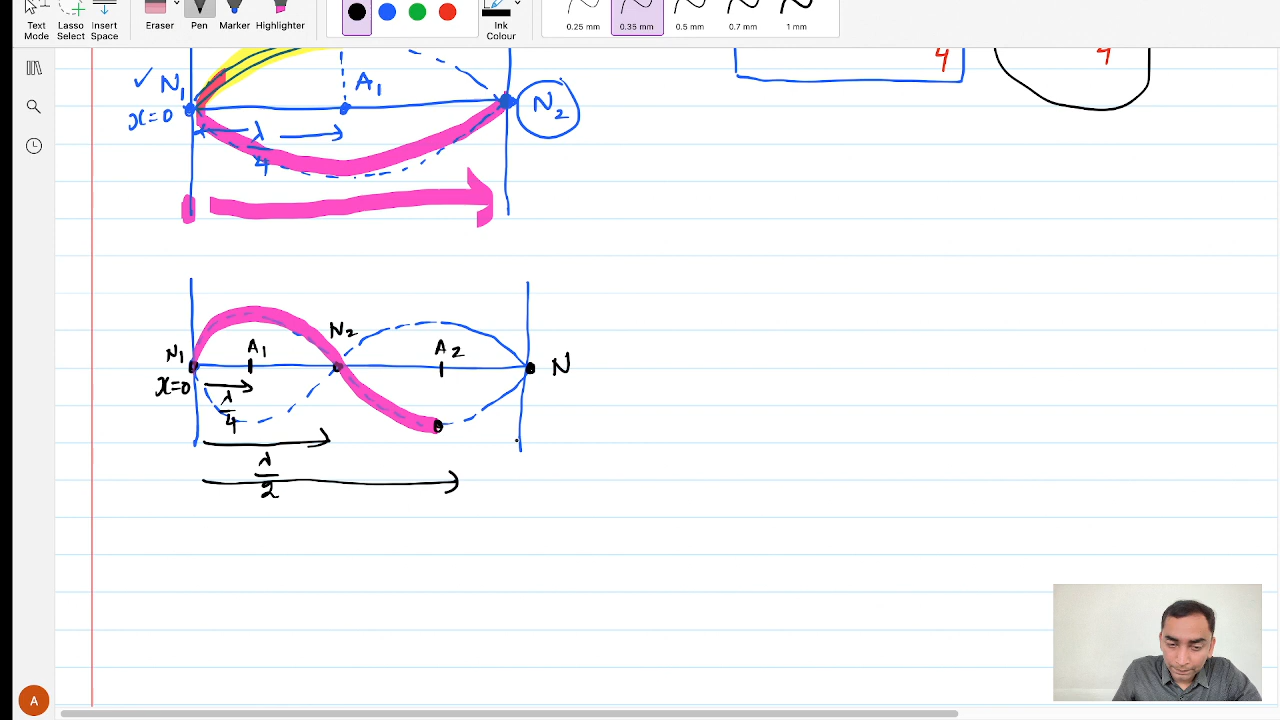 Text Mode
Lasso Select
Insert Space
Eraser
Pen
Marker
Highlighter
Ink Colour
0.25 mm
0.35 mm
0.5 mm
0.7 mm
1 mm
4
4
✓ N₁
A₁
N₂
x=0
λ/4
N₂
N₁
A₁
A₂
N
x=0
λ/4
λ/2
A